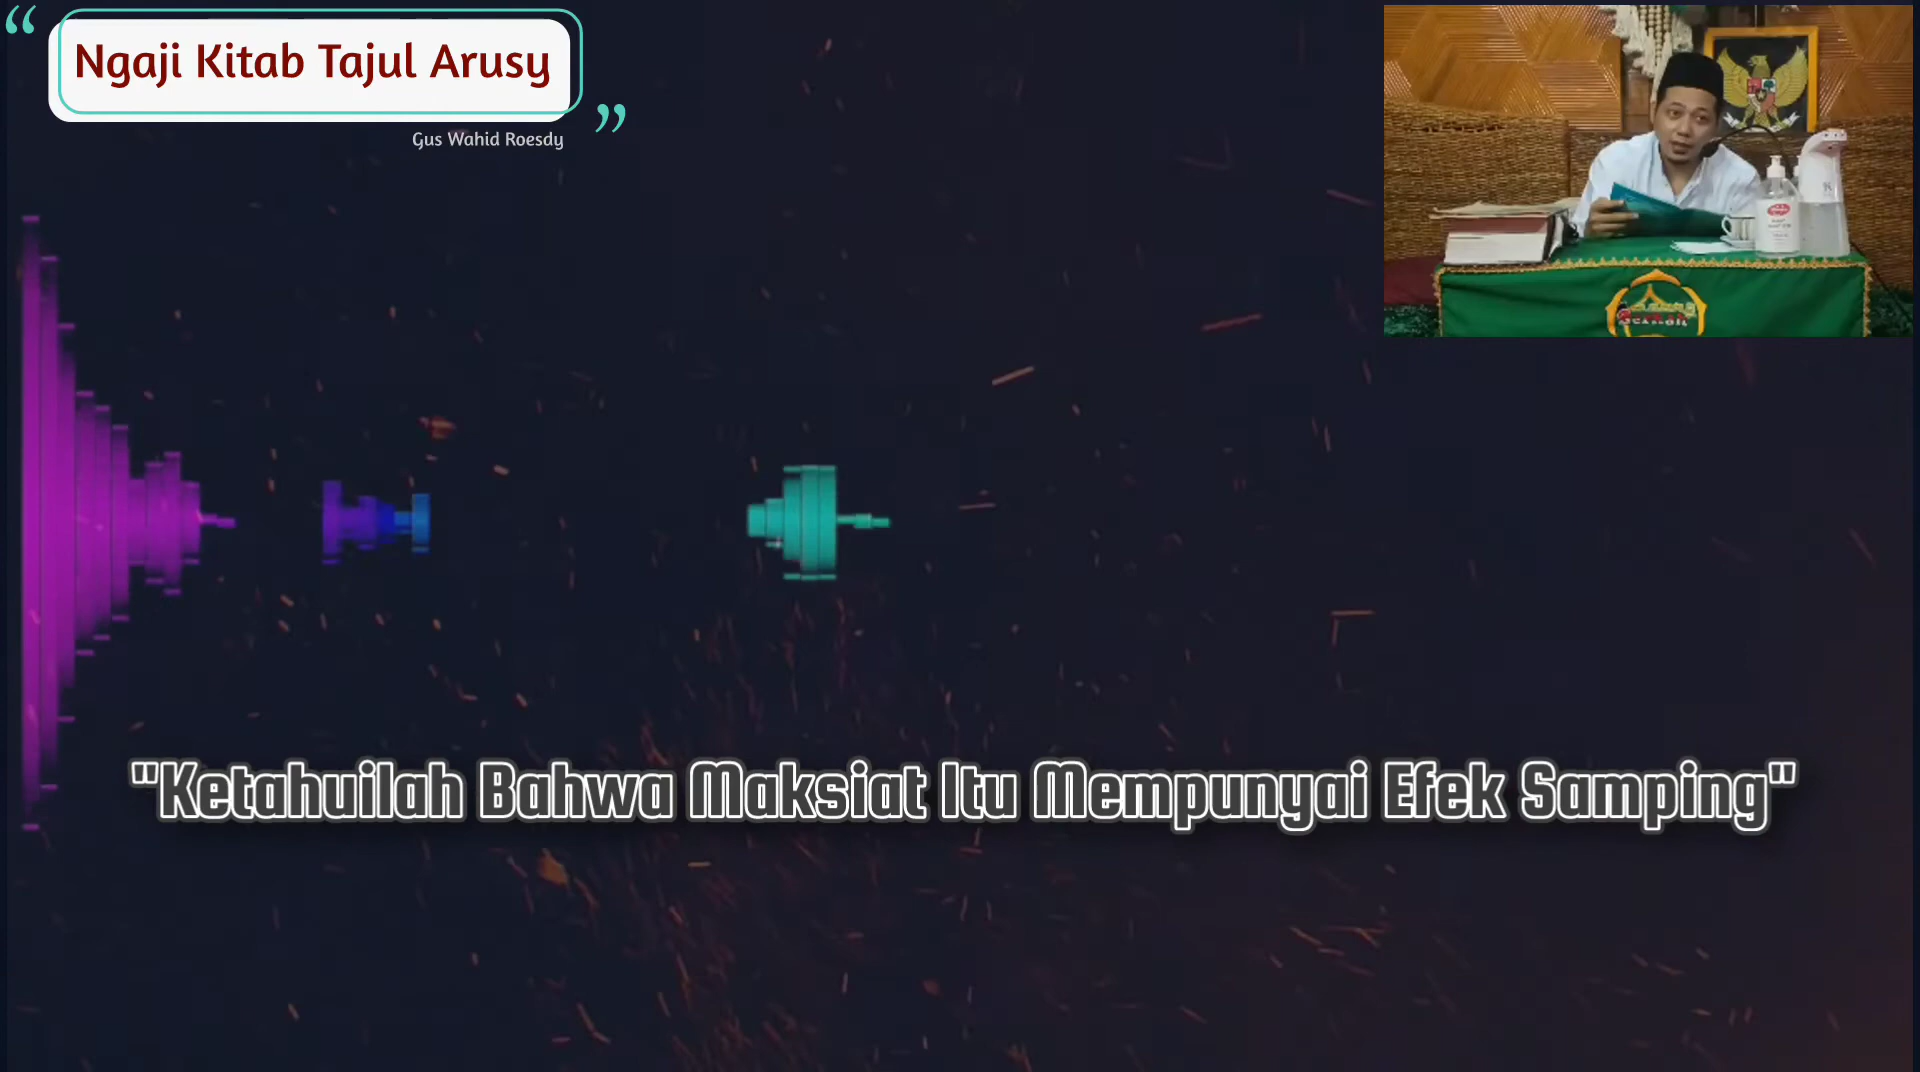 Ngaji Kitab Tajul Arusy
Gus Wahid Roesdy
"Ketahuilah Bahwa Maksiat Itu Mempunyai Efek Samping"